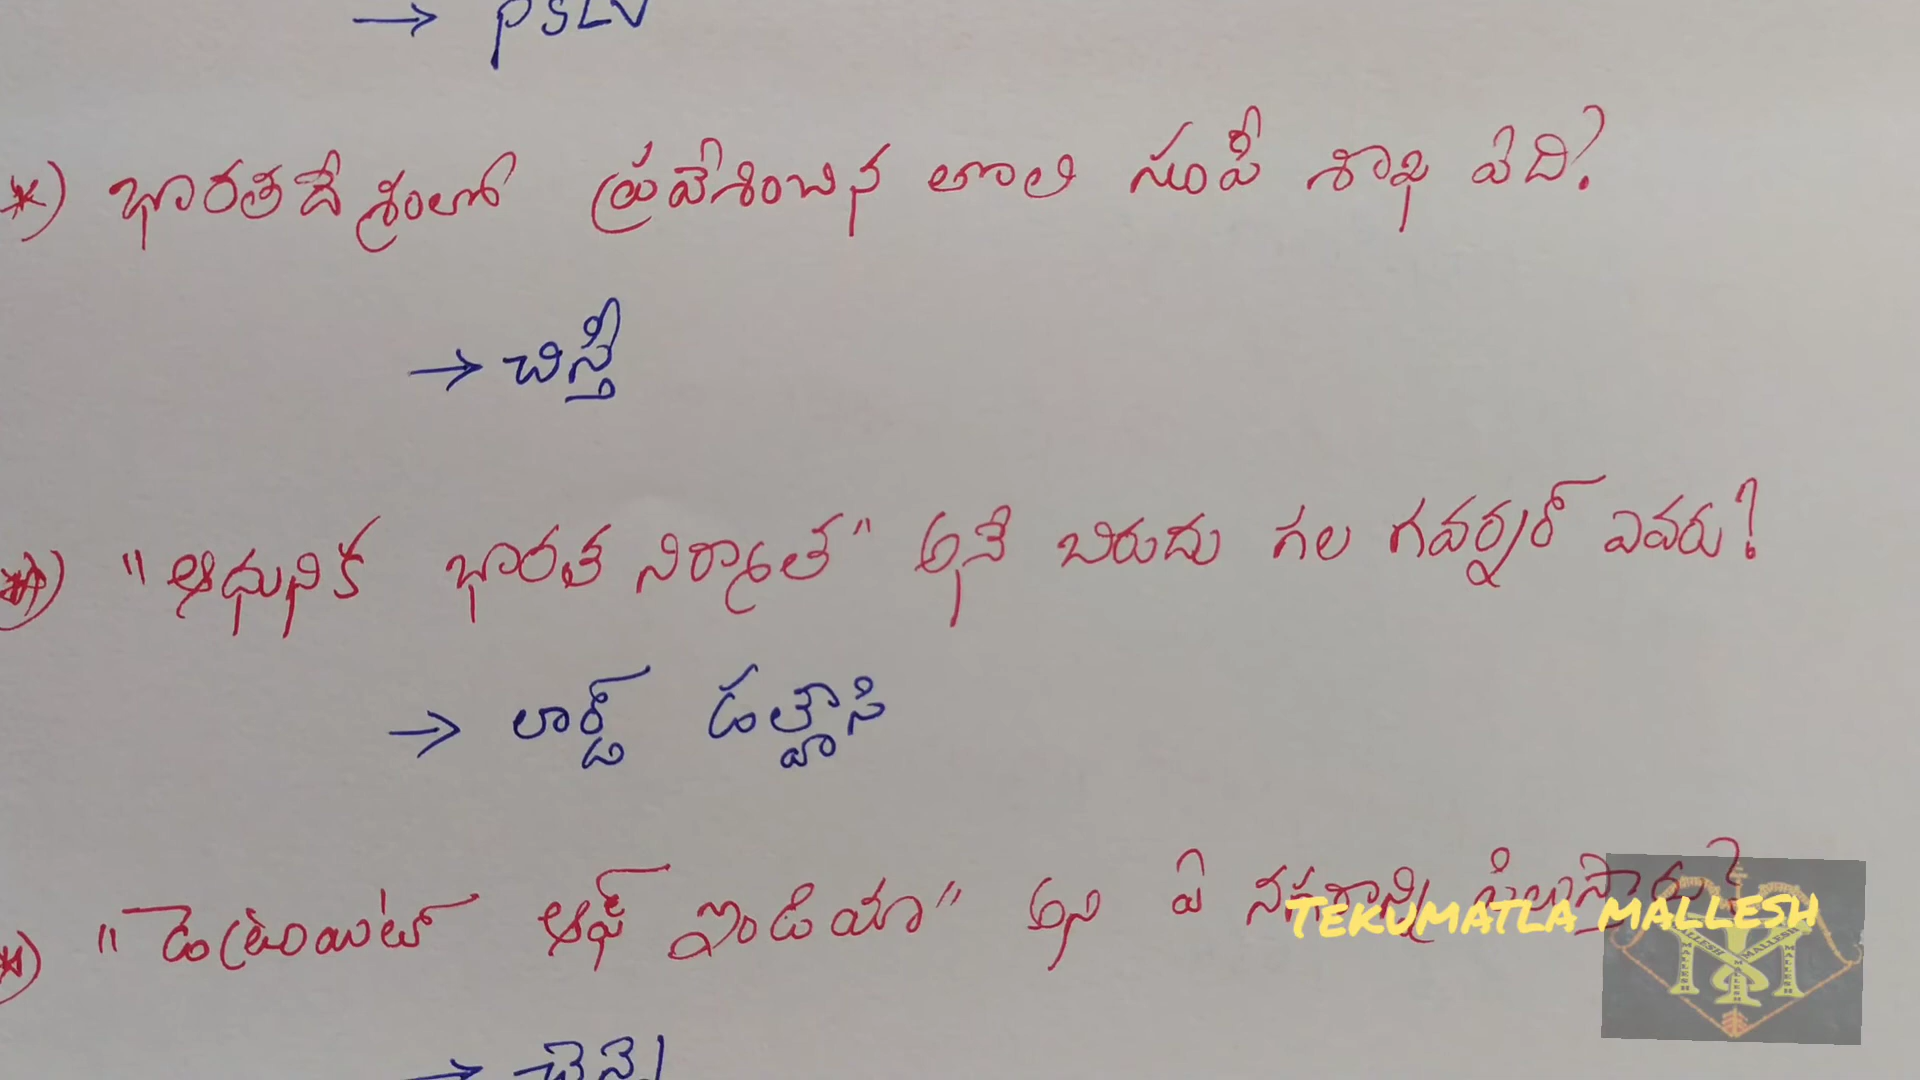 → PSLV
*) భారతదేశంలో ప్రవేశించిన తొలి సూఫీ శాఖ ఏది?
→ చిస్తీ
*) "ఆధునిక భారత నిర్మాత" అనే బిరుదు గల గవర్నర్ ఎవరు?
→ లార్డ్ డల్హౌసి
*) "డెట్రాయిట్ ఆఫ్ ఇండియా" అని ఏ నగరాన్ని పిలుస్తారు?
TEKUMATLA MALLESH
→ చెన్నై